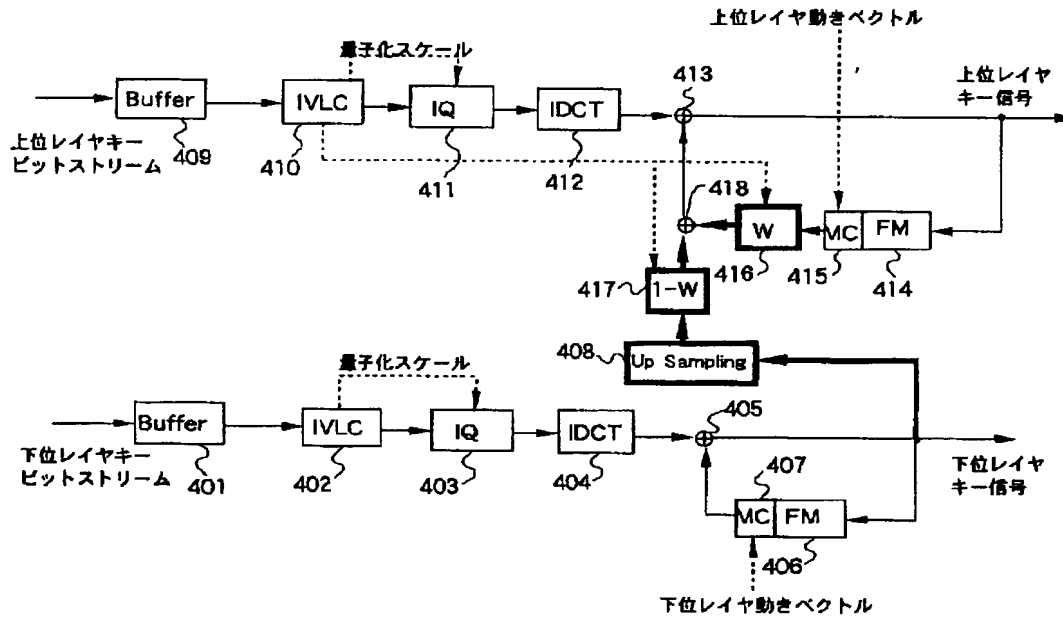 上位レイヤ動きベクトル
量子化スケール
413
上位レイヤ
キー信号
Buffer
IVLC
IQ
IDCT
上位レイヤキー
ビットストリーム
409
410
411
412
418
W
MC
FM
416
415
414
417
1-W
408
Up Sampling
量子化スケール
405
Buffer
IVLC
IQ
IDCT
下位レイヤキー
ビットストリーム
401
402
403
404
407
下位レイヤ
キー信号
MC
FM
406
下位レイヤ動きベクトル